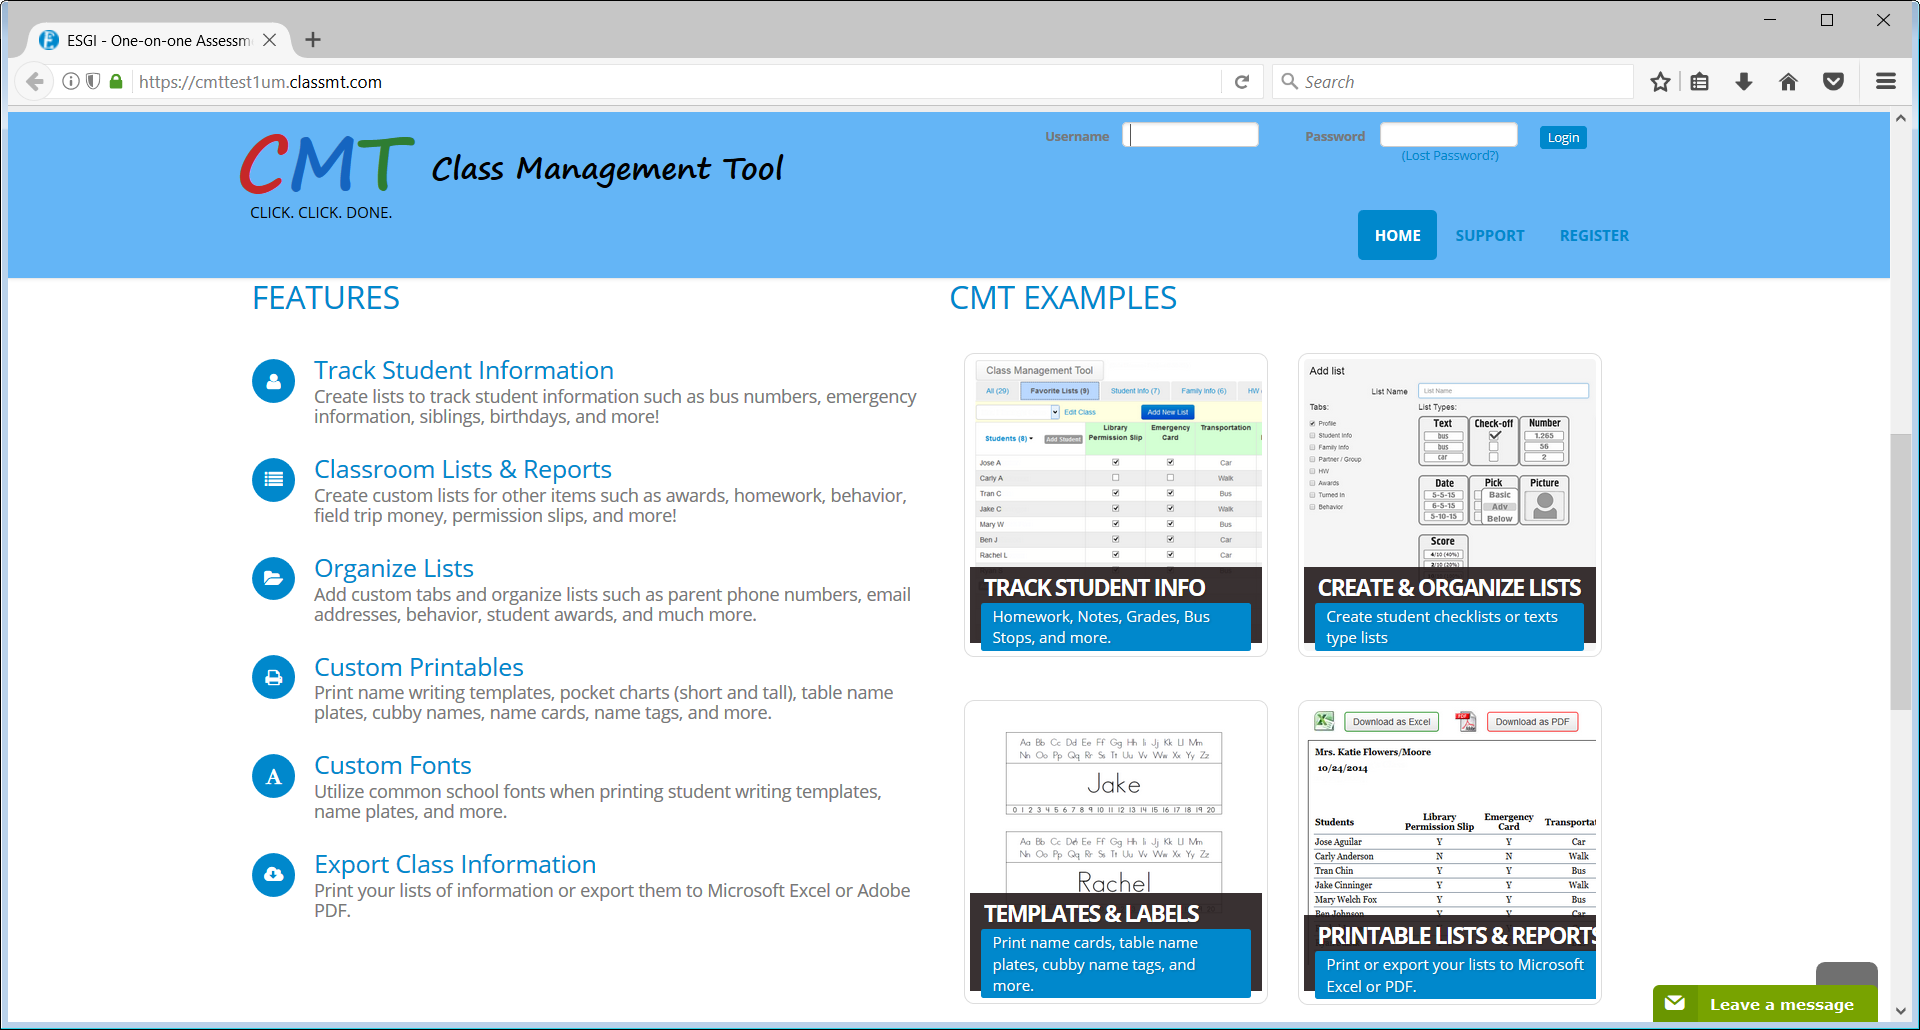 ESGI - One-on-one Assessm
https://cmttest1um.classmt.com
Search
CMT Class Management Tool
CLICK. CLICK. DONE.
Username
Password
Login
(Lost Password?)
HOME
SUPPORT
REGISTER
FEATURES
Track Student Information
Create lists to track student information such as bus numbers, emergency
information, siblings, birthdays, and more!
Classroom Lists & Reports
Create custom lists for other items such as awards, homework, behavior,
field trip money, permission slips, and more!
Organize Lists
Add custom tabs and organize lists such as parent phone numbers, email
addresses, behavior, student awards, and much more.
Custom Printables
Print name writing templates, pocket charts (short and tall), table name
plates, cubby names, name cards, name tags, and more.
A
Custom Fonts
Utilize common school fonts when printing student writing templates,
name plates, and more.
Export Class Information
Print your lists of information or export them to Microsoft Excel or Adobe
PDF.
CMT EXAMPLES
Class Management Tool
All (29) Favorite Lists (9) Student Info (7) Family Info (6) HW
Edit Class Add New List
Students (8) Add Student Library Permission Slip Emergency Card Transportation
Jose A Car
Carly A Walk
Tran C Bus
Jake C Walk
Mary W Bus
Ben J Car
Rachel L Car
TRACK STUDENT INFO
Homework, Notes, Grades, Bus
Stops, and more.
Add list
List Name List Name
Tabs:
Profile
Student Info
Family Info
Partner / Group
HW
Awards
Turned In
Behavior
List Types:
Text
bus
bus
car
Check-off
Number
1.265
56
2
Date
5-5-15
6-5-15
5-10-15
Pick
Basic
Adv
Below
Picture
Score
4/10 (40%)
2/10 (20%)
CREATE & ORGANIZE LISTS
Create student checklists or texts
type lists
Aa Bb Cc Dd Ee Ff Gg Hh Ii Jj Kk Ll Mm
Nn Oo Pp Qq Rr Ss Tt Uu Vv Ww Xx Yy Zz
Jake
0 1 2 3 4 5 6 7 8 9 10 11 12 13 14 15 16 17 18 19 20
Aa Bb Cc Dd Ee Ff Gg Hh Ii Jj Kk Ll Mm
Nn Oo Pp Qq Rr Ss Tt Uu Vv Ww Xx Yy Zz
Rachel
TEMPLATES & LABELS
Print name cards, table name
plates, cubby name tags, and
more.
Download as Excel
PDF
Download as PDF
Mrs. Katie Flowers/Moore
10/24/2014
Students Library Permission Slip Emergency Card Transportat
Jose Aguilar Y Y Car
Carly Anderson N N Walk
Tran Chin Y Y Bus
Jake Cinninger Y Y Walk
Mary Welch Fox Y Y Bus
Ben Johnson Y Y Car
PRINTABLE LISTS & REPORTS
Print or export your lists to Microsoft
Excel or PDF.
Leave a message